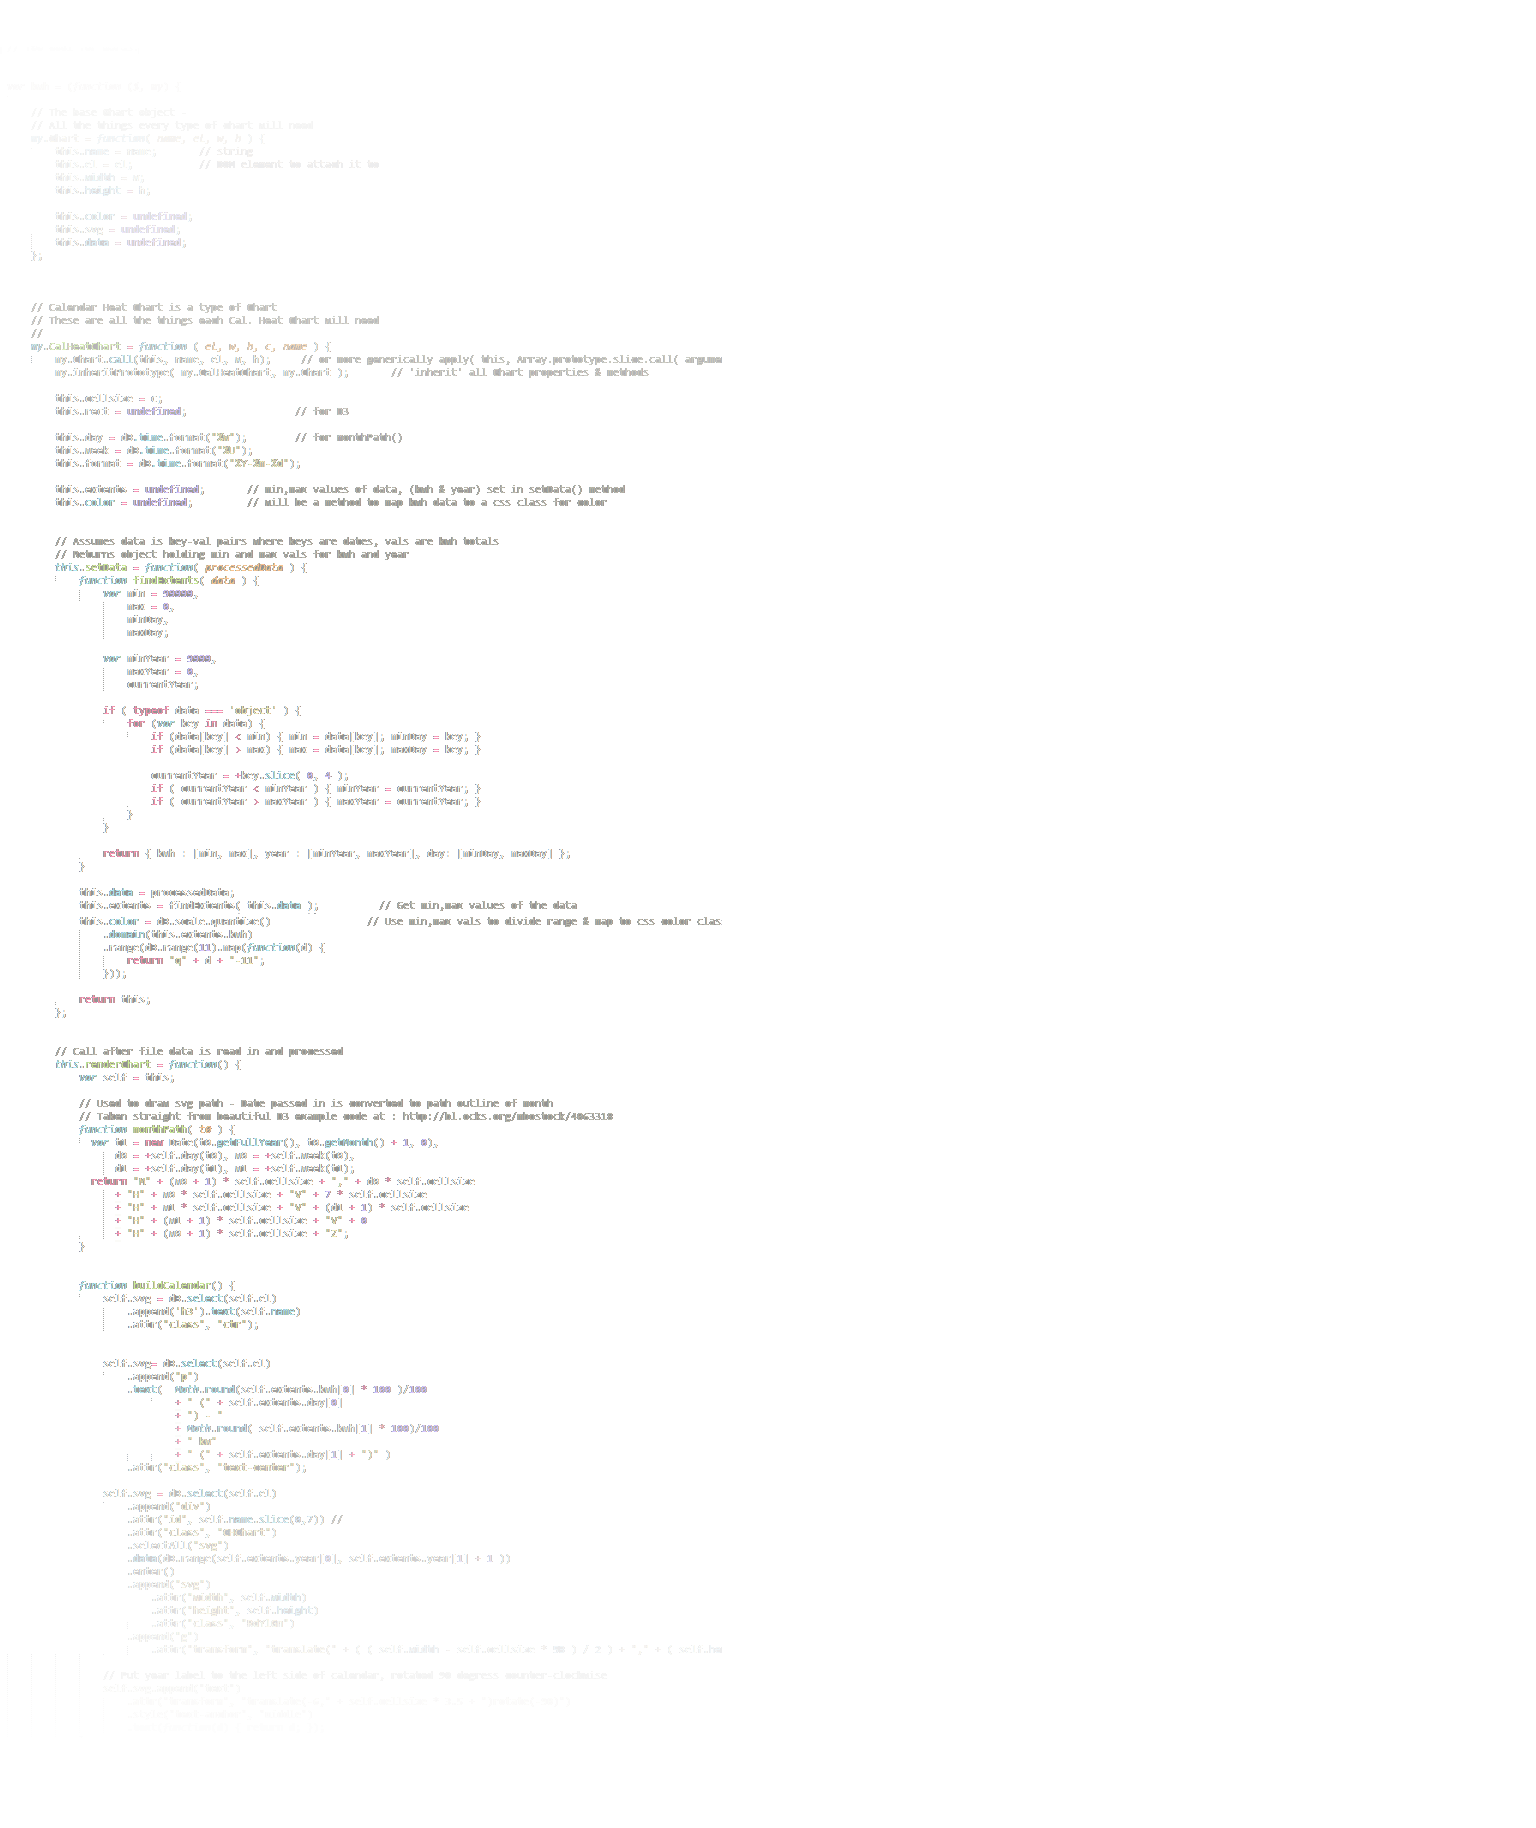 // The base Chart object
// All the things every type of chart will need
my.Chart = function( name, el, w, h ) {
this.name = name; // string
this.el = el; // DOM element to attach it to
this.width = w;
this.height = h;
this.color = undefined;
this.svg = undefined;
this.data = undefined;
};
// Calendar Heat Chart is a type of Chart
// These are all the things each Cal. Heat Chart will need
//
my.CalHeatChart = function ( el, w, h, c, name ) {
my.Chart.call(this, name, el, w, h); // or more generically apply( this, Array.prototype.slice.call( argume
my.inheritPrototype( my.CalHeatChart, my.Chart ); // 'inherit' all Chart properties & methods
this.cellsize = c;
this.rect = undefined; // for D3
this.day = d3.time.format("%w"); // for monthPath()
this.week = d3.time.format("%U");
this.format = d3.time.format("%Y-%m-%d");
this.extents = undefined; // min,max values of data, (kwh & year) set in setData() method
this.color = undefined; // will be a method to map kwh data to a css class for color
// Assumes data is key-val pairs where keys are dates, vals are kwh totals
// Returns object holding min and max vals for kwh and year
this.setData = function( processedData ) {
function findExtents( data ) {
var min = 90000,
max = 0,
minDay,
maxDay;
var minYear = 9000,
maxYear = 0,
currentYear;
if ( typeof data === 'object' ) {
for (var key in data) {
if (data[key] < min) { min = data[key]; minDay = key; }
if (data[key] > max) { max = data[key]; maxDay = key; }
currentYear = +key.slice( 0, 4 );
if ( currentYear < minYear ) { minYear = currentYear; }
if ( currentYear > maxYear ) { maxYear = currentYear; }
}
}
return { kwh : [min, max], year : [minYear, maxYear], day: [minDay, maxDay] };
}
this.data = processedData;
this.extents = findExtents( this.data ); // Get min,max values of the data
this.color = d3.scale.quantize() // Use min,max vals to divide range & map to css color clas
.domain(this.extents.kwh)
.range(d3.range(11).map(function(d) {
return "q" + d + "-11";
}));
return this;
};
// Call after file data is read in and processed
this.renderChart = function() {
var self = this;
// Used to draw svg path - Date passed in is converted to path outline of month
// Taken straight from beautiful D3 example code at : http://bl.ocks.org/mbostock/4063318
function monthPath( t0 ) {
var t1 = new Date(t0.getFullYear(), t0.getMonth() + 1, 0),
d0 = +self.day(t0), w0 = +self.week(t0),
d1 = +self.day(t1), w1 = +self.week(t1);
return "M" + (w0 + 1) * self.cellsize + "," + d0 * self.cellsize
+ "H" + w0 * self.cellsize + "V" + 7 * self.cellsize
+ "H" + w1 * self.cellsize + "V" + (d1 + 1) * self.cellsize
+ "H" + (w1 + 1) * self.cellsize + "V" + 0
+ "H" + (w0 + 1) * self.cellsize + "Z";
}
function buildCalendar() {
self.svg = d3.select(self.el)
.append('h3').text(self.name)
.attr("class", "ctr");
self.svg= d3.select(self.el)
.append("p")
.text( Math.round(self.extents.kwh[0] * 100 )/100
+ " (" + self.extents.day[0]
+ ") - "
+ Math.round( self.extents.kwh[1] * 100)/100
+ " kw"
+ " (" + self.extents.day[1] + ")" )
.attr("class", "text-center");
self.svg = d3.select(self.el)
.append("div")
.attr("id", self.name.slice(0,7)) //
.attr("class", "CHChart")
.selectAll("svg")
.data(d3.range(self.extents.year[0], self.extents.year[1] + 1 ))
.enter()
.append("svg")
.attr("width", self.width)
.attr("height", self.height)
.attr("class", "RdYlGn")
.append("g")
.attr("transform", "translate(" + ( ( self.width - self.cellsize * 90 ) / 2 ) + "," + ( self.he
// Put year label to the left side of calendar, rotated 90 degress counter-clockwise
self.svg.append("text")